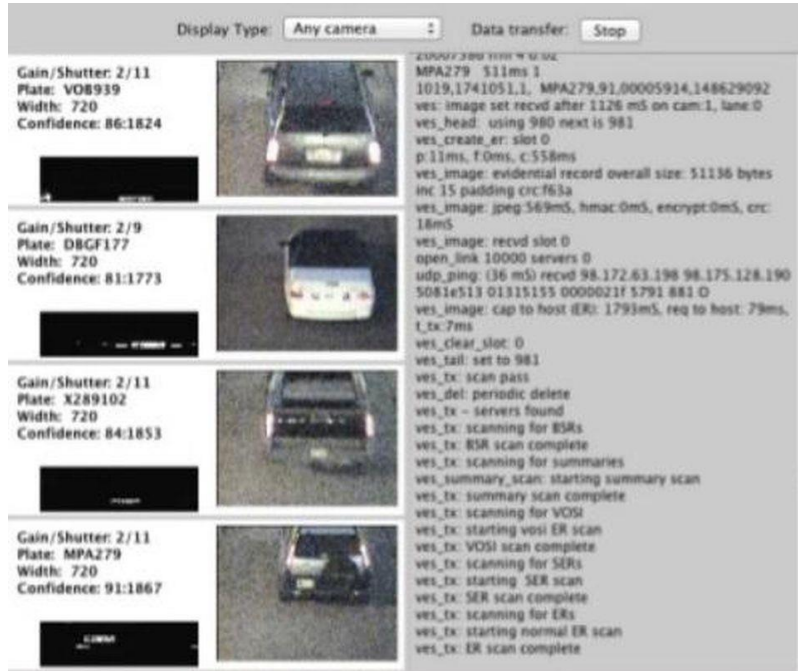 Display Type: Any camera Data transfer: Stop
Gain/Shutter: 2/11
Plate: VOB939
Width: 720
Confidence: 86:1824
Gain/Shutter: 2/9
Plate: DBGF177
Width: 720
Confidence: 81:1773
Gain/Shutter: 2/11
Plate: X289102
Width: 720
Confidence: 84:1853
Gain/Shutter: 2/11
Plate: MPA279
Width: 720
Confidence: 91:1867
MPA279 511ms 1
1019,1741051,1, MPA279,91,00005914,148629092
ves: image set recvd after 1126 mS on cam:1, lane:0
ves_head: using 980 next is 981
ves_create_er: slot 0
p:11ms, f:0ms, c:558ms
ves_image: evidential record overall size: 51136 bytes
inc 15 padding crc:f63a
ves_image: jpeg:569mS, hmac:0mS, encrypt:0mS, crc:
18mS
ves_image: recvd slot 0
open_link 10000 servers 0
udp_ping: (36 mS) recvd 98.172.63.198 98.175.128.190
5081e513 01315155 0000021f 5791 881 O
ves_image: cap to host (ER): 1793mS, req to host: 79ms,
t_tx:7ms
ves_clear_slot: 0
ves_tail: set to 981
ves_tx: scan pass
ves_del: periodic delete
ves_tx - servers found
ves_tx: scanning for BSRs
ves_tx: BSR scan complete
ves_tx: scanning for summaries
ves_summary_scan: starting summary scan
ves_tx: summary scan complete
ves_tx: scanning for VOSI
ves_tx: starting vosi ER scan
ves_tx: VOSI scan complete
ves_tx: scanning for SERs
ves_tx: starting SER scan
ves_tx: SER scan complete
ves_tx: scanning for ERs
ves_tx: starting normal ER scan
ves_tx: ER scan complete